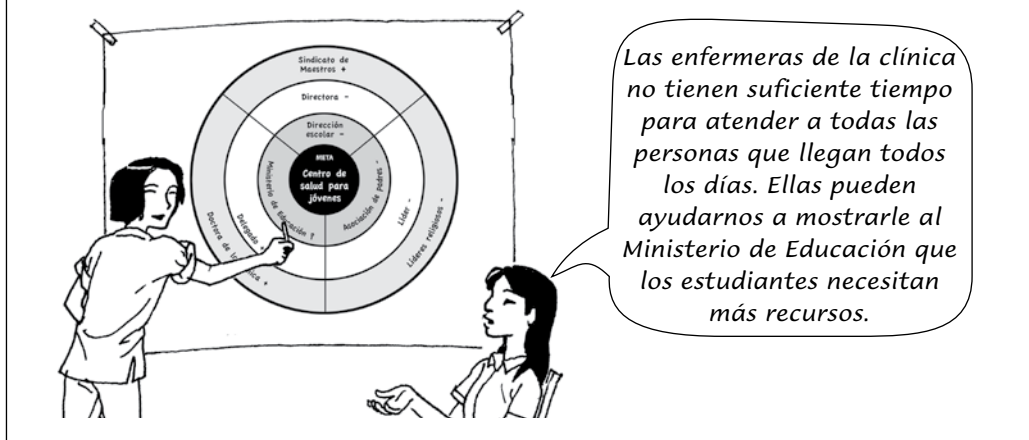 Sindicato de
Maestros +
Directora -
Dirección
escolar -
META
Centro de
salud para
jóvenes
Ministerio de Educación ?
Asociación de padres -
Delegado +
Líder -
Doctora de la
ica +
Líderes religiosos -
Las enfermeras de la clínica
no tienen suficiente tiempo
para atender a todas las
personas que llegan todos
los días. Ellas pueden
ayudarnos a mostrarle al
Ministerio de Educación que
los estudiantes necesitan
más recursos.